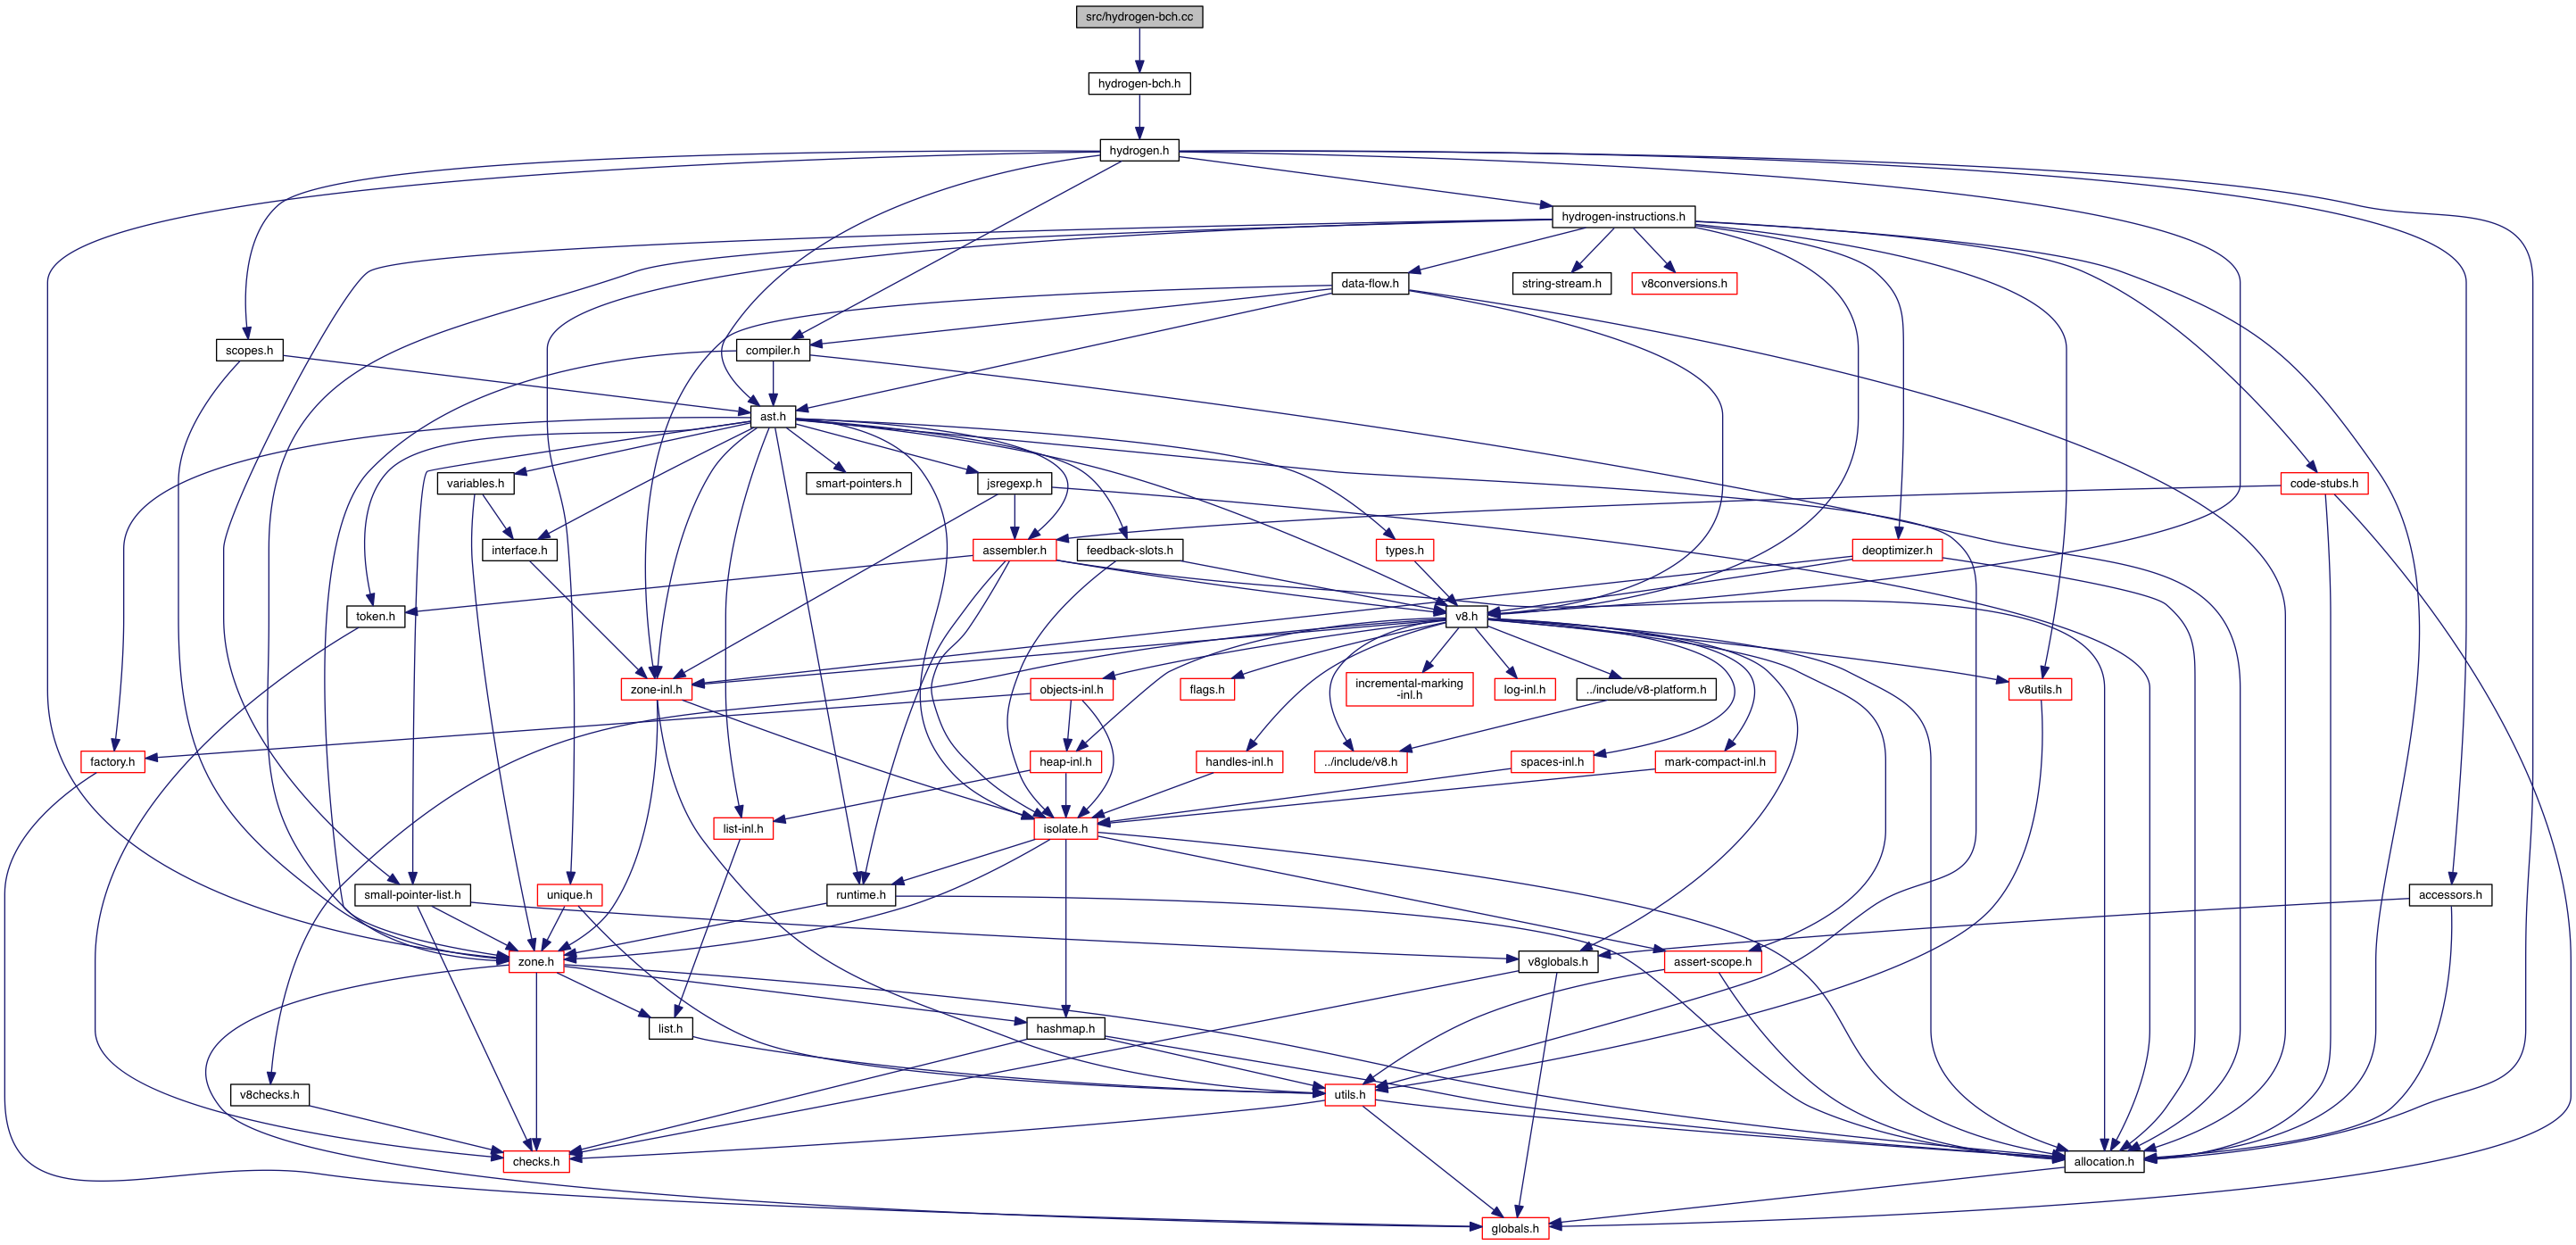 src/hydrogen-bch.cc
hydrogen-bch.h
hydrogen.h
hydrogen-instructions.h
data-flow.h
string-stream.h
v8conversions.h
scopes.h
compiler.h
ast.h
variables.h
smart-pointers.h
jsregexp.h
code-stubs.h
interface.h
assembler.h
feedback-slots.h
types.h
deoptimizer.h
token.h
v8.h
zone-inl.h
objects-inl.h
flags.h
incremental-marking
-inl.h
log-inl.h
../include/v8-platform.h
v8utils.h
factory.h
heap-inl.h
handles-inl.h
../include/v8.h
spaces-inl.h
mark-compact-inl.h
list-inl.h
isolate.h
small-pointer-list.h
unique.h
runtime.h
accessors.h
zone.h
v8globals.h
assert-scope.h
list.h
hashmap.h
v8checks.h
utils.h
checks.h
allocation.h
globals.h